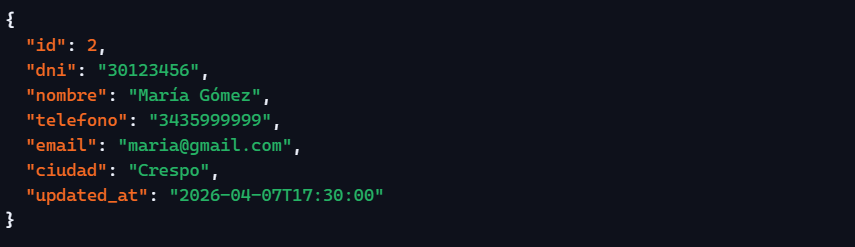 {
  "id": 2,
  "dni": "30123456",
  "nombre": "María Gómez",
  "telefono": "3435999999",
  "email": "maria@gmail.com",
  "ciudad": "Crespo",
  "updated_at": "2026-04-07T17:30:00"
}